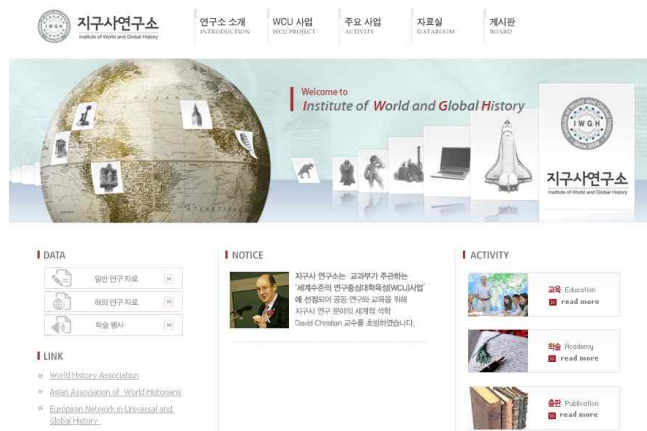 IWGH
지구사연구소
Institute of World and Global History
연구소 소개
INTRODUCTION
WCU 사업
WCU PROJECT
주요 사업
ACTIVITY
자료실
DATAROOM
게시판
BOARD
Welcome to
Institute of World and Global History
IWGH
지구사연구소
Institute of World and Global History
DATA
일반 연구자료
해외 연구자료
학술 행사
LINK
World History Association
Asian Association of World Historians
European Network in Universal and
Global History
NOTICE
지구사 연구소는 교과부가 주관하는
'세계수준의 연구중심대학육성(WCU)사업'
에 선정되어 공동 연구와 교육을 위해
지구사 연구 분야의 세계적 석학
David Christian 교수를 초빙하였습니다.
ACTIVITY
교육 Education
read more
학술 Academy
read more
출판 Publication
read more